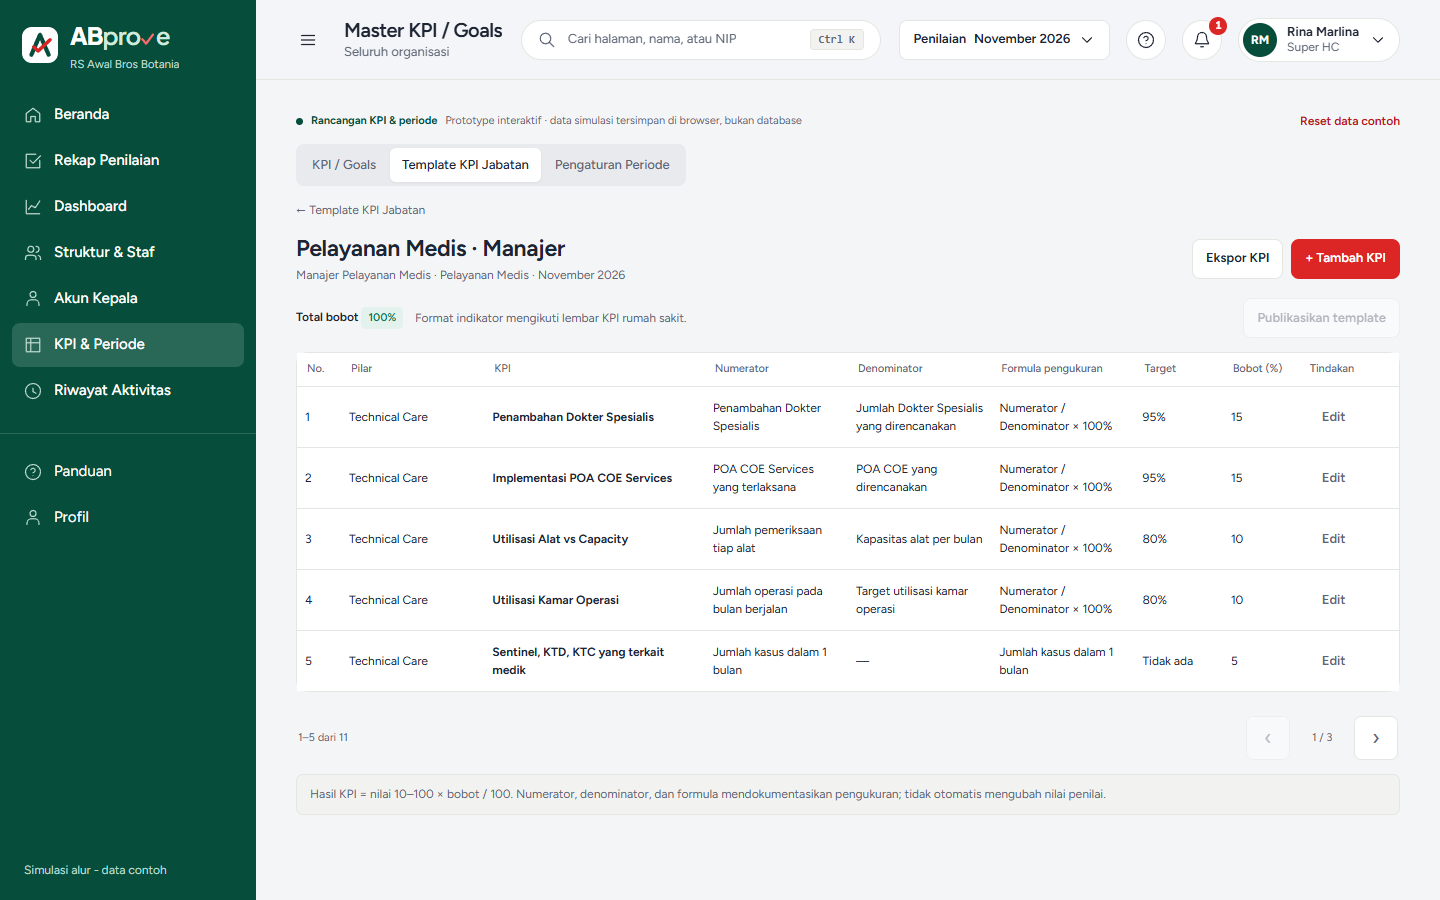 ABprove
RS Awal Bros Botania
Beranda
Rekap Penilaian
Dashboard
Struktur & Staf
Akun Kepala
KPI & Periode
Riwayat Aktivitas
Panduan
Profil
Simulasi alur - data contoh
Master KPI / Goals
Seluruh organisasi
Cari halaman, nama, atau NIP
Ctrl K
Penilaian November 2026
1
RM
Rina Marlina
Super HC
Rancangan KPI & periode Prototype interaktif · data simulasi tersimpan di browser, bukan database
Reset data contoh
KPI / Goals
Template KPI Jabatan
Pengaturan Periode
← Template KPI Jabatan
Pelayanan Medis · Manajer
Manajer Pelayanan Medis · Pelayanan Medis · November 2026
Ekspor KPI
+ Tambah KPI
Total bobot 100% Format indikator mengikuti lembar KPI rumah sakit.
Publikasikan template
No. Pilar KPI Numerator Denominator Formula pengukuran Target Bobot (%) Tindakan
1 Technical Care Penambahan Dokter Spesialis Penambahan Dokter Spesialis Jumlah Dokter Spesialis yang direncanakan Numerator / Denominator × 100% 95% 15 Edit
2 Technical Care Implementasi POA COE Services POA COE Services yang terlaksana POA COE yang direncanakan Numerator / Denominator × 100% 95% 15 Edit
3 Technical Care Utilisasi Alat vs Capacity Jumlah pemeriksaan tiap alat Kapasitas alat per bulan Numerator / Denominator × 100% 80% 10 Edit
4 Technical Care Utilisasi Kamar Operasi Jumlah operasi pada bulan berjalan Target utilisasi kamar operasi Numerator / Denominator × 100% 80% 10 Edit
5 Technical Care Sentinel, KTD, KTC yang terkait medik Jumlah kasus dalam 1 bulan — Jumlah kasus dalam 1 bulan Tidak ada 5 Edit
1–5 dari 11
‹ 1 / 3 ›
Hasil KPI = nilai 10–100 × bobot / 100. Numerator, denominator, dan formula mendokumentasikan pengukuran; tidak otomatis mengubah nilai penilai.